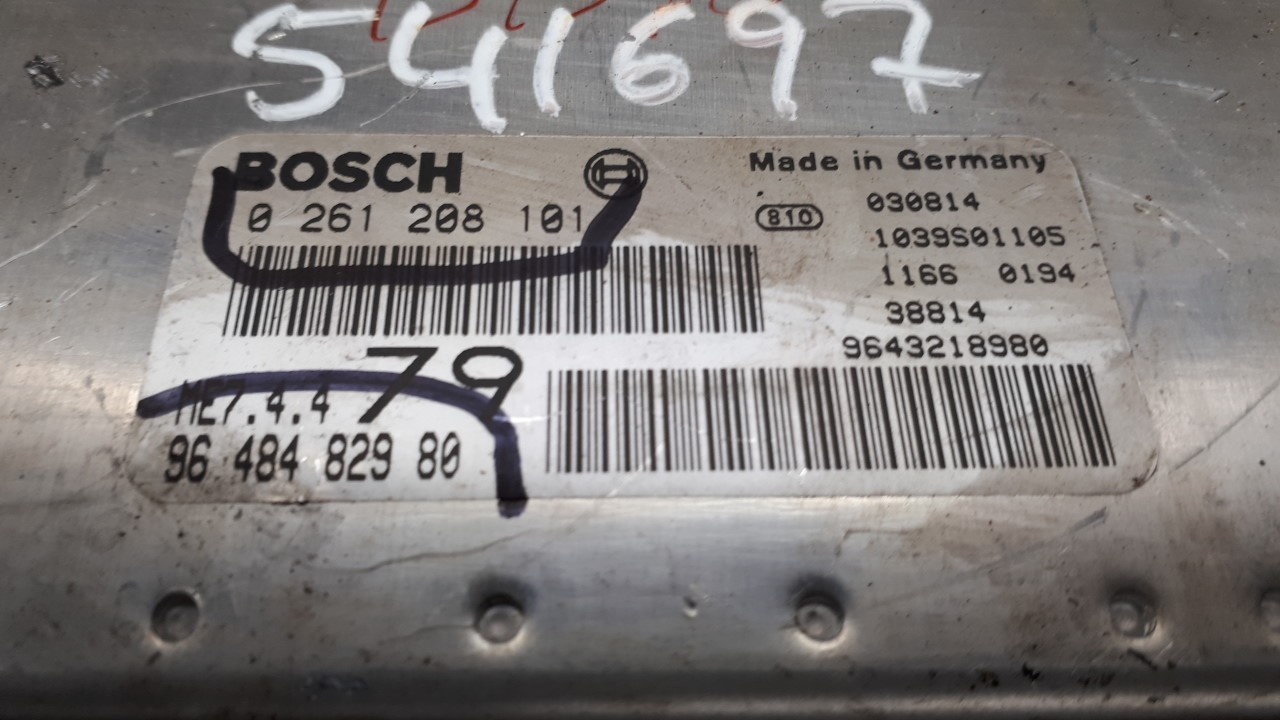 541697
BOSCH
Made in Germany
0 261 208 101
810
030814
1039S01105
1166 0194
38814
9643218980
79
ME7.4.4
96 484 829 80